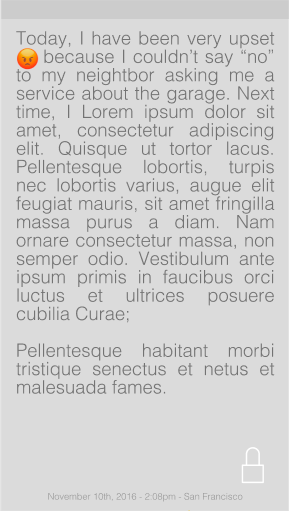 Today, I have been very upset
😡 because I couldn't say “no”
to my neightbor asking me a
service about the garage. Next
time, I Lorem ipsum dolor sit
amet, consectetur adipiscing
elit. Quisque ut tortor lacus.
Pellentesque lobortis, turpis
nec lobortis varius, augue elit
feugiat mauris, sit amet fringilla
massa purus a diam. Nam
ornare consectetur massa, non
semper odio. Vestibulum ante
ipsum primis in faucibus orci
luctus et ultrices posuere
cubilia Curae;

Pellentesque habitant morbi
tristique senectus et netus et
malesuada fames.

November 10th, 2016 - 2:08pm - San Francisco